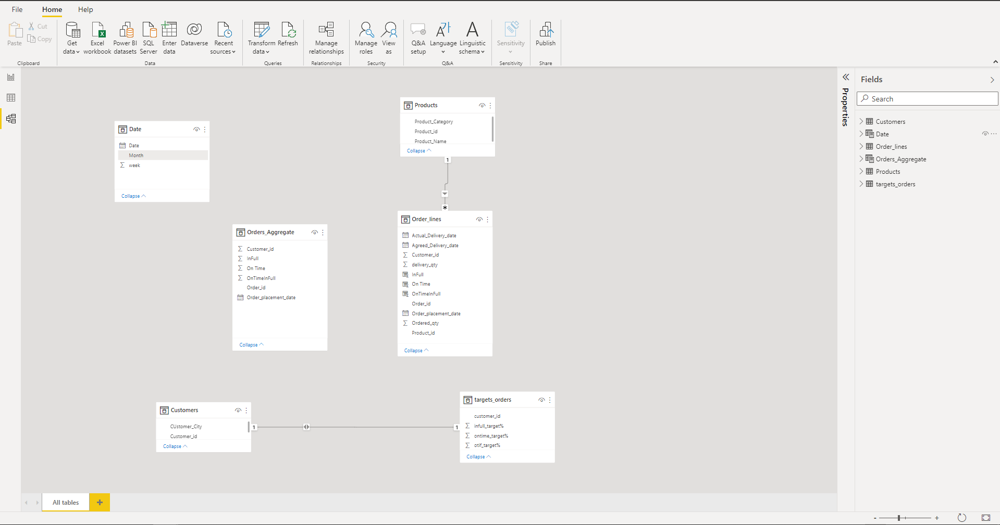 File Home Help
Paste
Cut
Copy
Get data
Excel workbook
Power BI datasets
SQL Server
Enter data
Dataverse
Recent sources
Transform data
Refresh
Manage relationships
Manage roles
View as
Q&A setup
Language
Linguistic schema
Sensitivity
Publish
Clipboard
Data
Queries
Relationships
Security
Q&A
Sensitivity
Share
Date
Date
Month
week
Collapse
Products
Product_Category
Product_id
Product_Name
Collapse
1
*
Orders_Aggregate
Customer_id
InFull
On Time
OnTimeInFull
Order_id
Order_placement_date
Collapse
Order_lines
Actual_Delivery_date
Agreed_Delivery_date
Customer_id
delivery_qty
InFull
On Time
OnTimeInFull
Order_id
Order_placement_date
Ordered_qty
Product_id
Collapse
Customers
CUstomer_City
Customer_id
Collapse
1
1
targets_orders
customer_id
infull_target%
ontime_target%
otif_target%
Collapse
Properties
Fields
Search
Customers
Date
Order_lines
Orders_Aggregate
Products
targets_orders
All tables